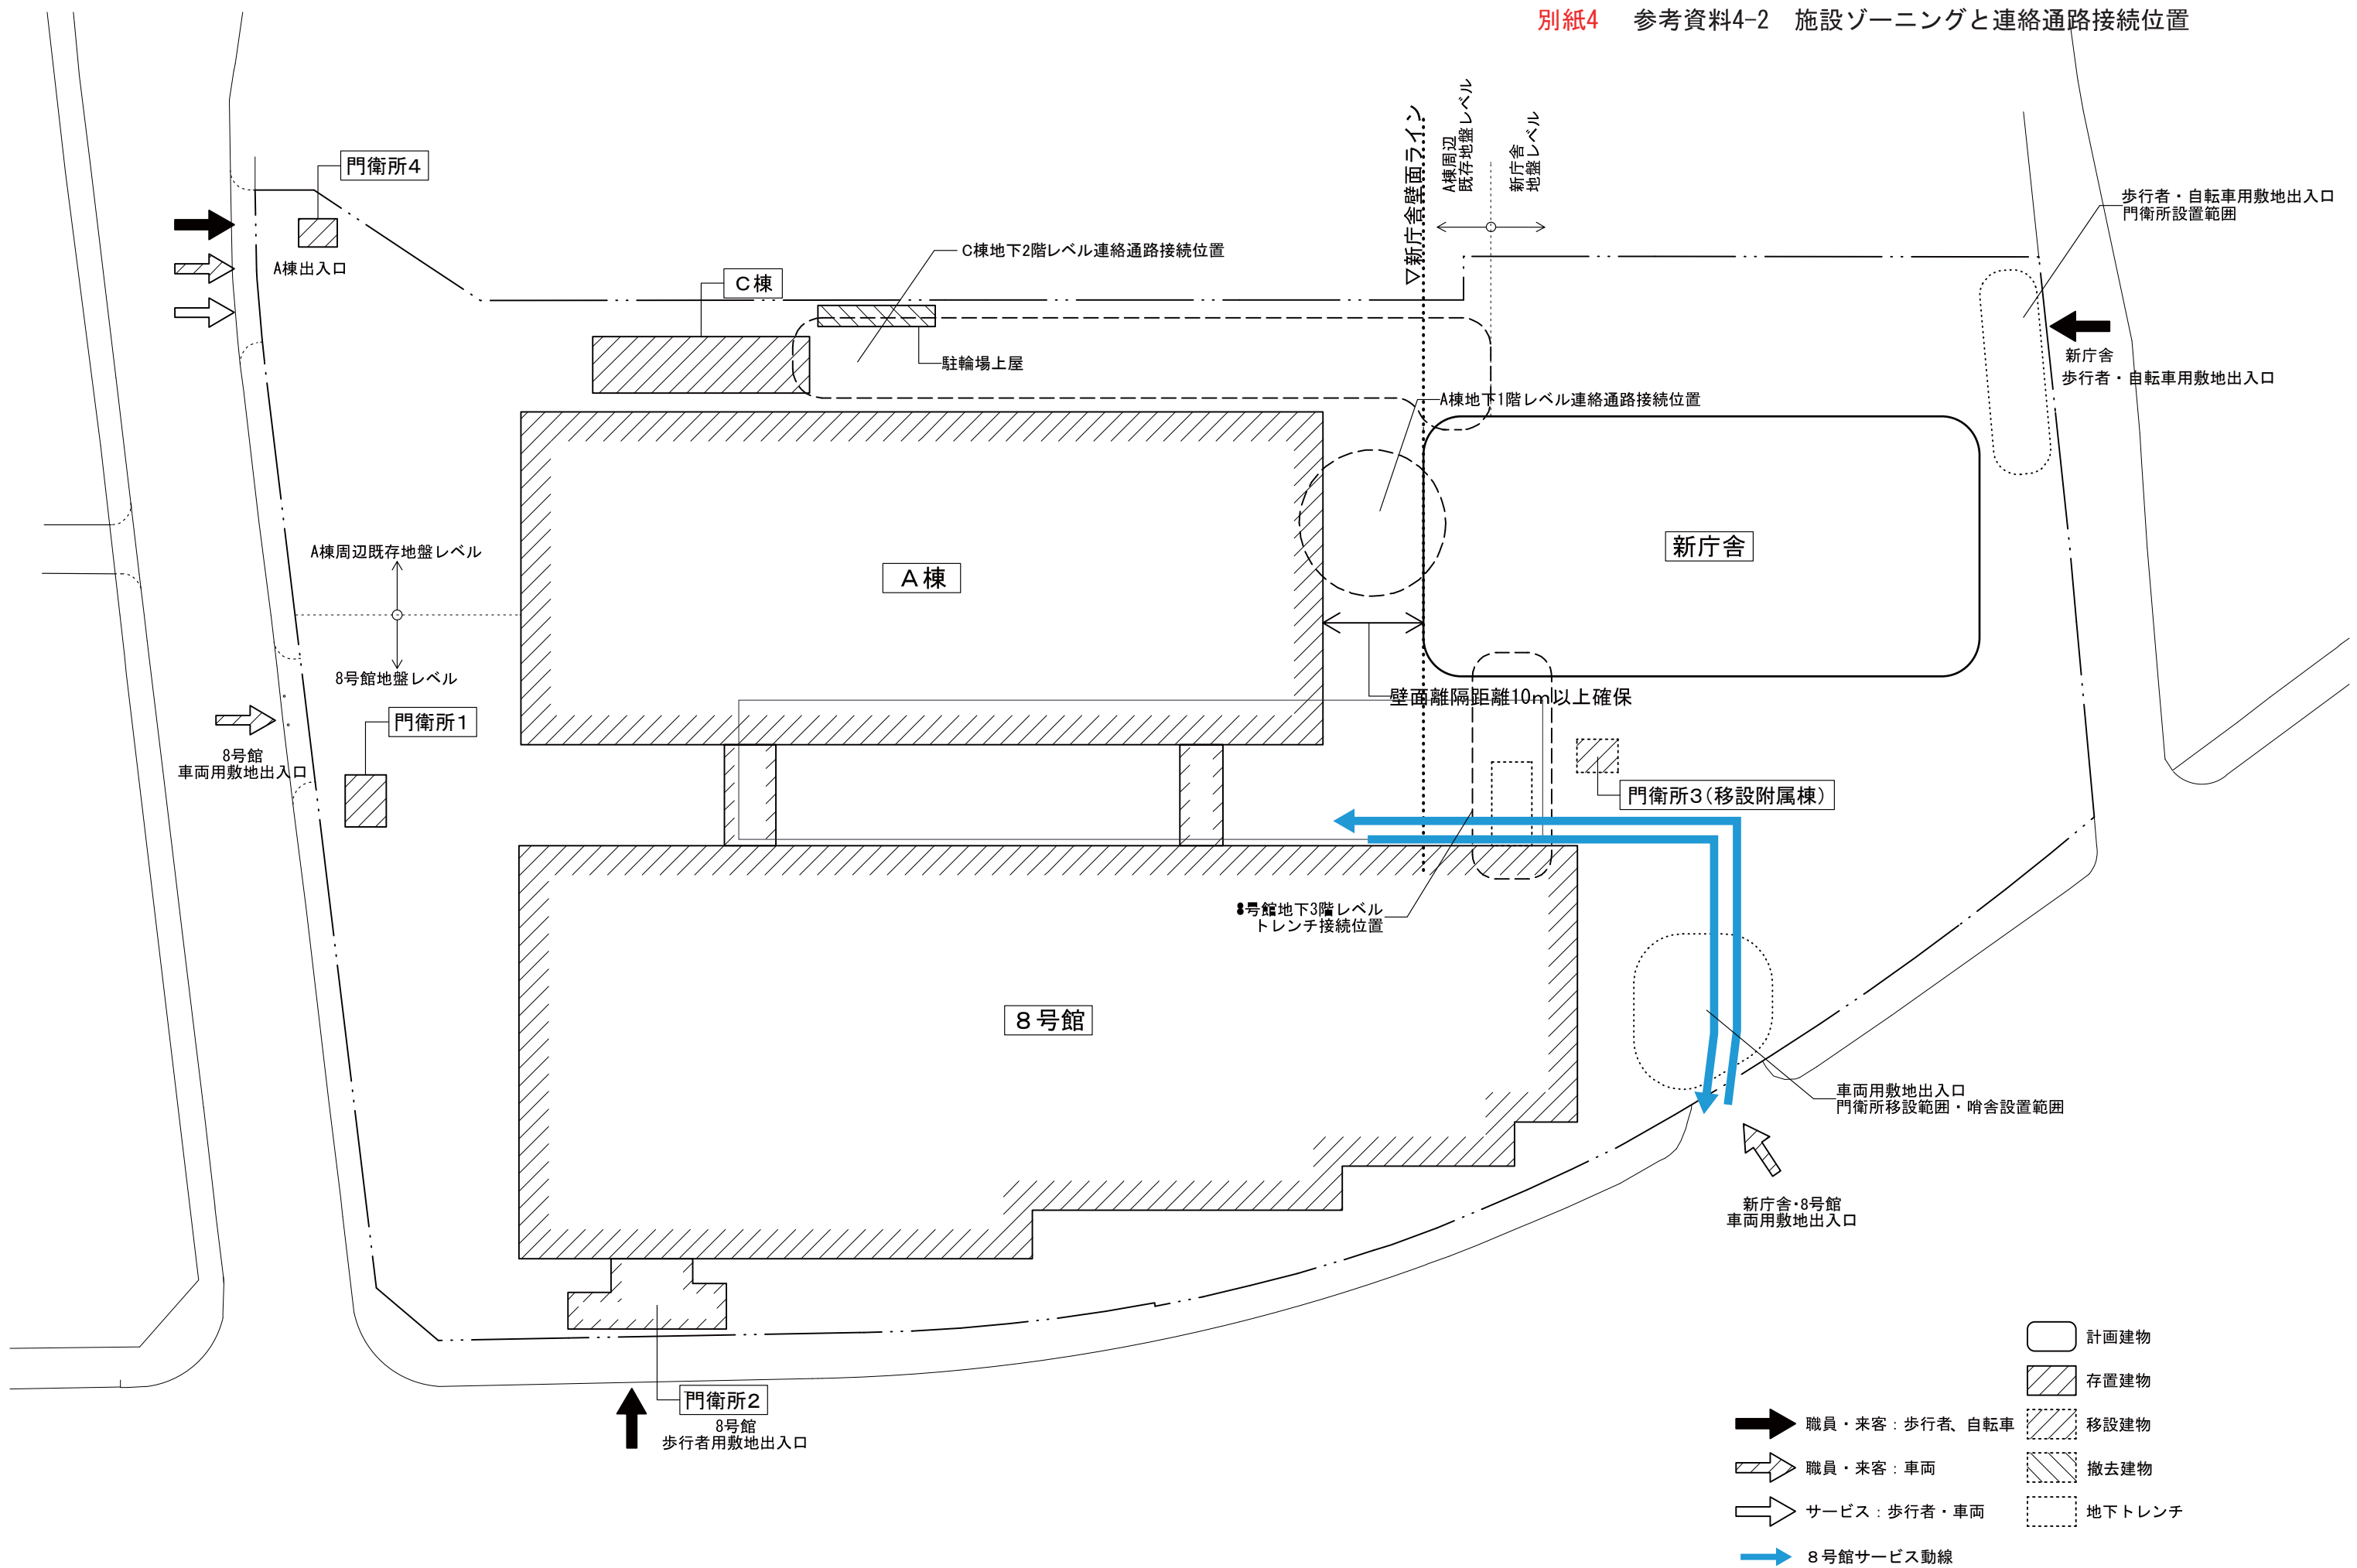 別紙4 参考資料4-2 施設ゾーニングと連絡通路接続位置
▽新庁舎壁面ライン
A棟周辺
既存地盤レベル
新庁舎
地盤レベル
門衛所4
A棟出入口
C棟地下2階レベル連絡通路接続位置
C棟
駐輪場上屋
A棟地下1階レベル連絡通路接続位置
歩行者・自転車用敷地出入口
門衛所設置範囲
新庁舎
歩行者・自転車用敷地出入口
新庁舎
A棟
A棟周辺既存地盤レベル
8号館地盤レベル
門衛所1
8号館
車両用敷地出入口
壁面離隔距離10m以上確保
門衛所3(移設附属棟)
8号館地下3階レベル
トレンチ接続位置
8号館
車両用敷地出入口
門衛所移設範囲・哨舎設置範囲
新庁舎・8号館
車両用敷地出入口
門衛所2
8号館
歩行者用敷地出入口
計画建物
存置建物
職員・来客：歩行者、自転車
移設建物
職員・来客：車両
撤去建物
サービス：歩行者・車両
地下トレンチ
8号館サービス動線